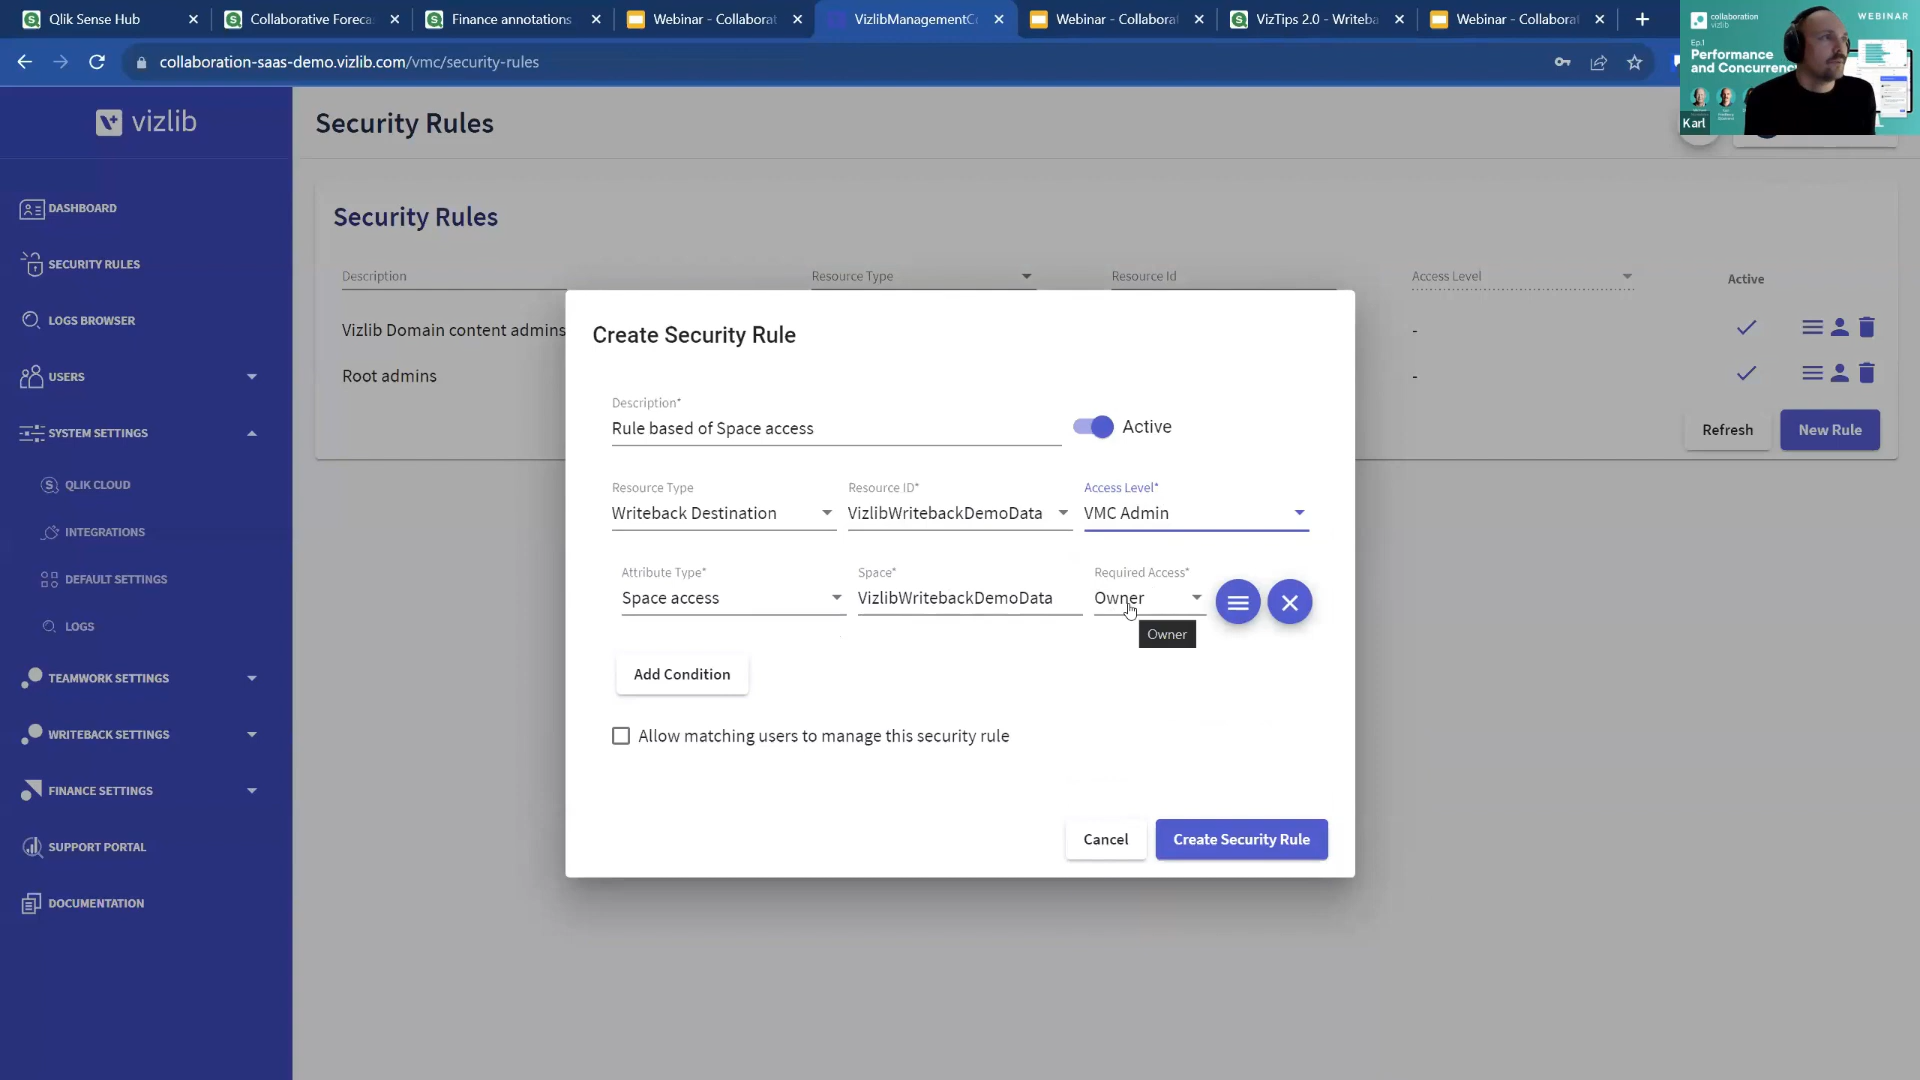 Qlik Sense Hub
Collaborative Foreca
Finance annotations
Webinar - Collaborat
VizlibManagementCo
Webinar - Collaborat
VizTips 2.0 - Writeba
Webinar - Collaborat
collaboration-saas-demo.vizlib.com/vmc/security-rules
collaboration
vizlib
WEBINAR
Ep.1
Performance
and Concurrency
Karl
vizlib
DASHBOARD
SECURITY RULES
LOGS BROWSER
USERS
SYSTEM SETTINGS
QLIK CLOUD
INTEGRATIONS
DEFAULT SETTINGS
LOGS
TEAMWORK SETTINGS
WRITEBACK SETTINGS
FINANCE SETTINGS
SUPPORT PORTAL
DOCUMENTATION
Security Rules
Security Rules
Description
Resource Type
Resource Id
Access Level
Active
Vizlib Domain content admins
-
Root admins
-
Refresh
New Rule
Create Security Rule
Description*
Rule based of Space access
Active
Resource Type
Resource ID*
Access Level*
Writeback Destination
VizlibWritebackDemoData
VMC Admin
Attribute Type*
Space*
Required Access*
Space access
VizlibWritebackDemoData
Owner
Owner
Add Condition
Allow matching users to manage this security rule
Cancel
Create Security Rule